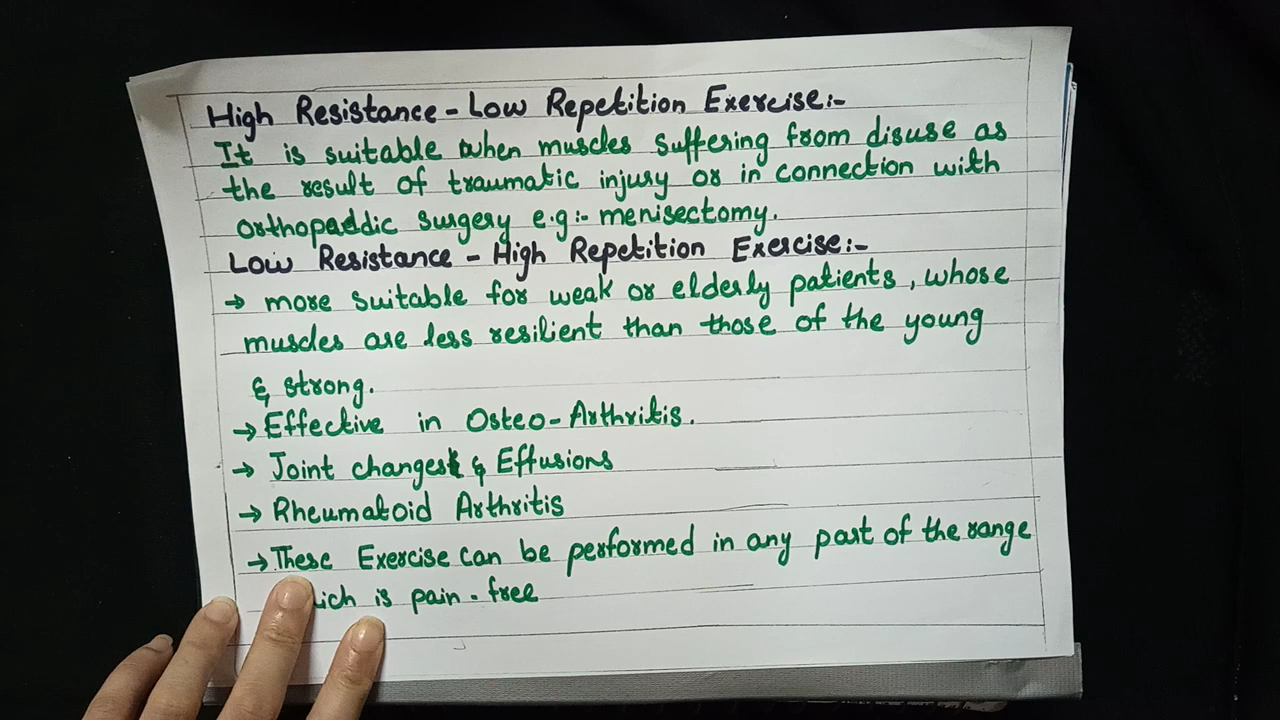 High Resistance - Low Repetition Exercise:-
It is suitable when muscles suffering from disuse as
the result of traumatic injury or in connection with
orthopaeddic surgery e.g:- menisectomy.
Low Resistance - High Repetition Exercise:-
→ more suitable for weak or elderly patients, whose
muscles are less resilient than those of the young
& strong.
→ Effective in Osteo-Arthritis.
→ Joint changes & Effusions
→ Rheumatoid Arthritis
→ These Exercise can be performed in any part of the range
is pain-free